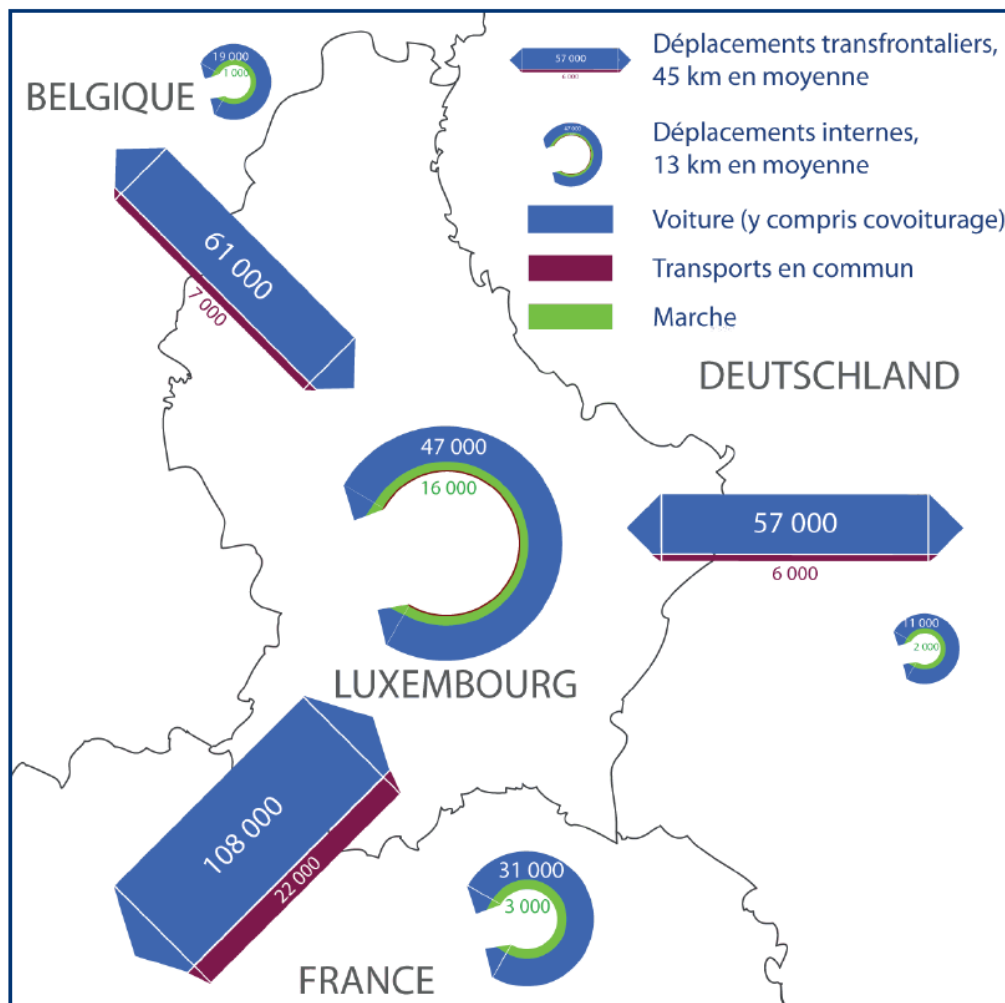 19 000
1 000
BELGIQUE
57 000
6 000
Déplacements transfrontaliers,
45 km en moyenne
47 000
Déplacements internes,
13 km en moyenne
Voiture (y compris covoiturage)
Transports en commun
Marche
61 000
7 000
DEUTSCHLAND
47 000
16 000
57 000
6 000
11 000
2 000
LUXEMBOURG
108 000
22 000
31 000
3 000
FRANCE